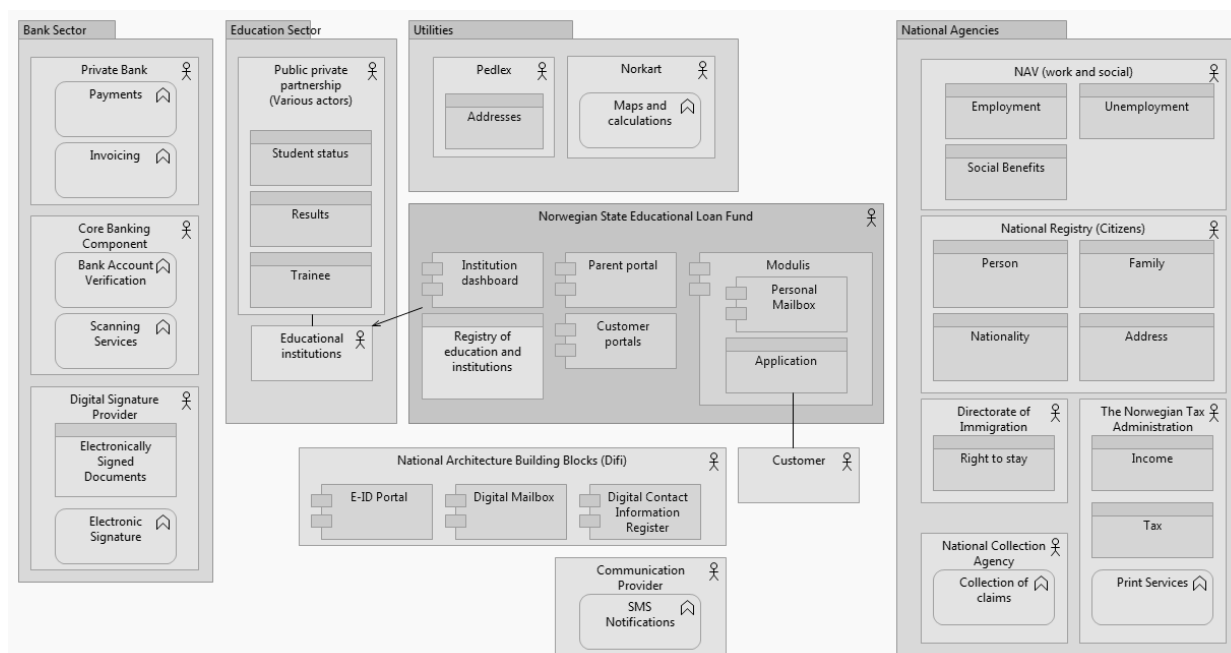 Bank Sector
Private Bank
Payments
Invoicing
Core Banking
Component
Bank Account
Verification
Scanning
Services
Digital Signature
Provider
Electronically
Signed
Documents
Electronic
Signature
Education Sector
Public private
partnership
(Various actors)
Student status
Results
Trainee
Educational
institutions
Utilities
Pedlex
Addresses
Norkart
Maps and
calculations
Norwegian State Educational Loan Fund
Institution
dashboard
Parent portal
Modulis
Personal
Mailbox
Registry of
education and
institutions
Customer
portals
Application
National Architecture Building Blocks (Difi)
E-ID Portal
Digital Mailbox
Digital Contact
Information
Register
Customer
Communication
Provider
SMS
Notifications
National Agencies
NAV (work and social)
Employment
Unemployment
Social Benefits
National Registry (Citizens)
Person
Family
Nationality
Address
Directorate of
Immigration
Right to stay
The Norwegian Tax
Administration
Income
Tax
National Collection
Agency
Collection of
claims
Print Services